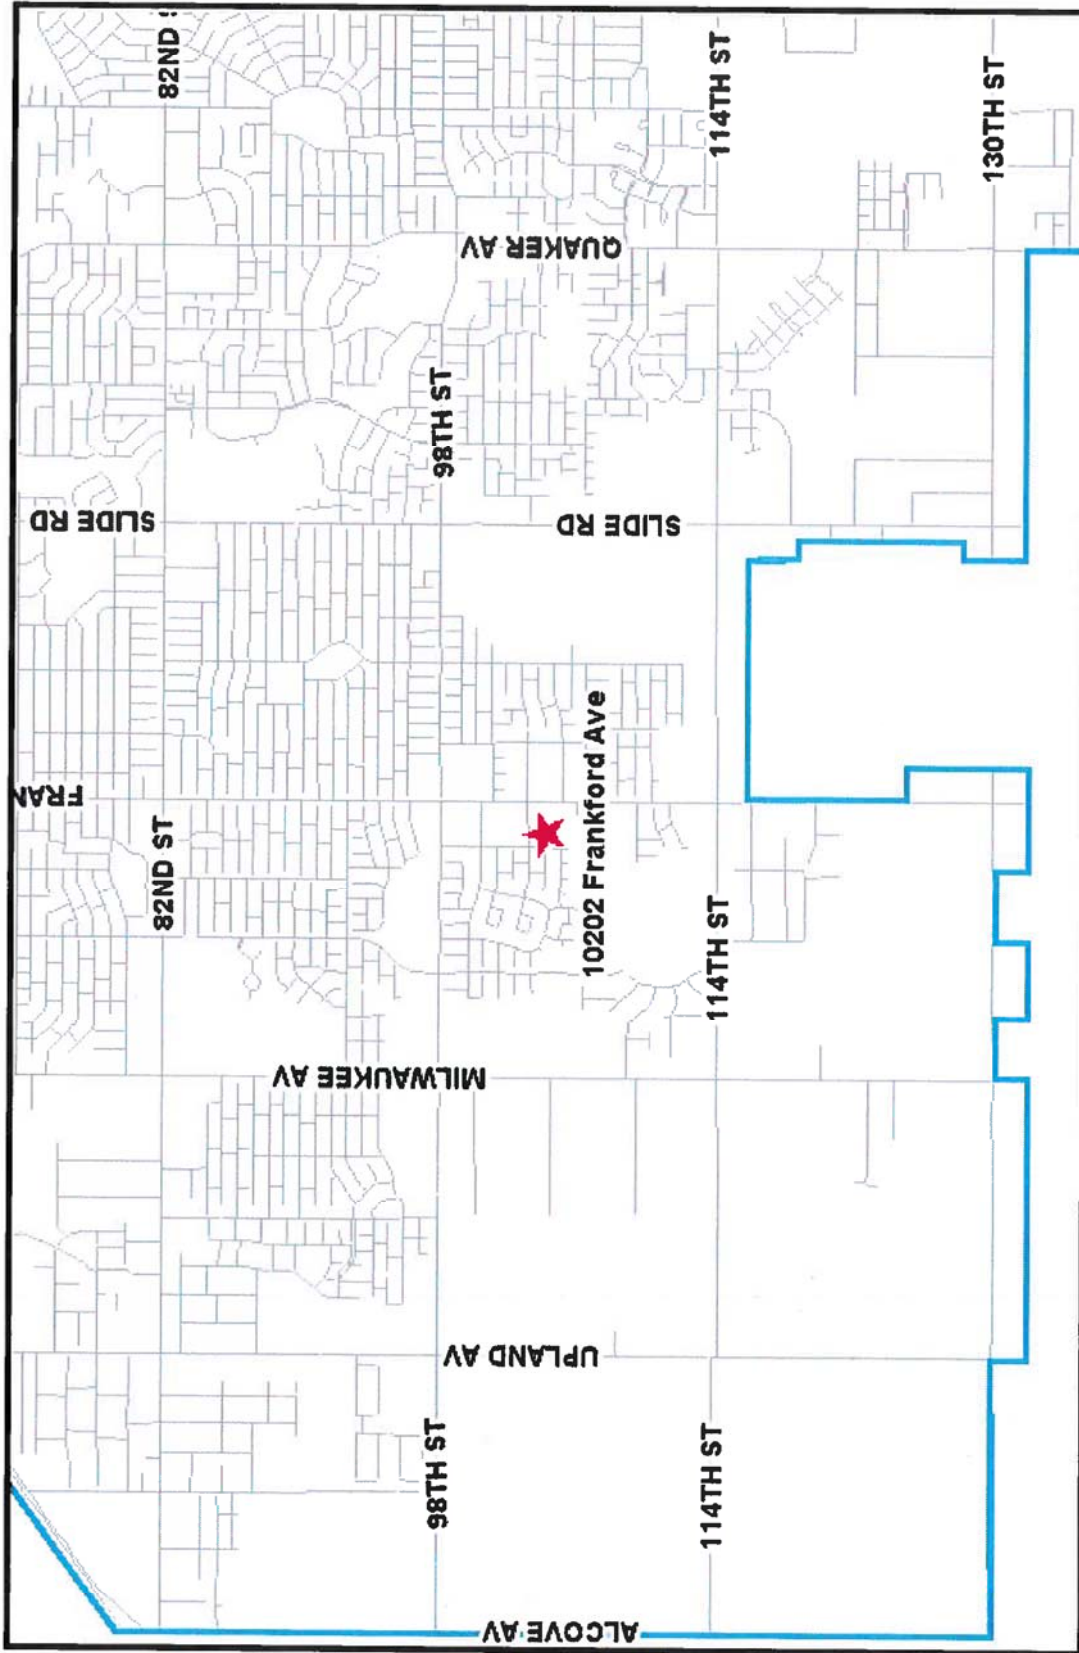 FRAN
SLIDE RD
82ND ST
82ND S
MILWAUKEE AV
98TH ST
98TH ST
UPLAND AV
QUAKER AV
ALCOVE AV
10202 Frankford Ave
SLIDE RD
114TH ST
114TH ST
114TH ST
130TH ST